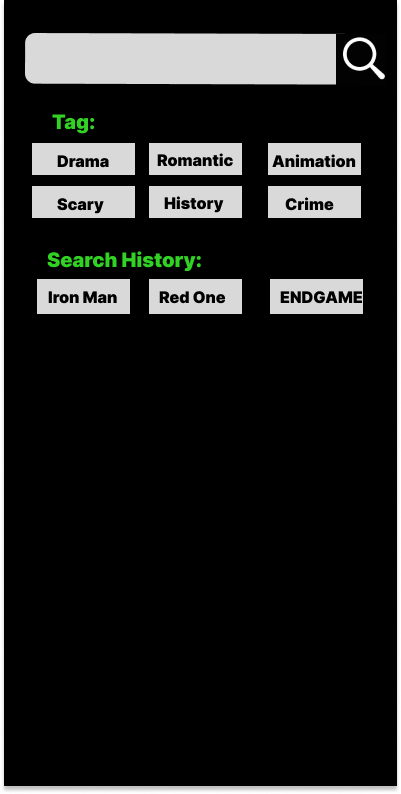 Tag:
Drama Romantic Animation
Scary History Crime
Search History:
Iron Man Red One ENDGAME